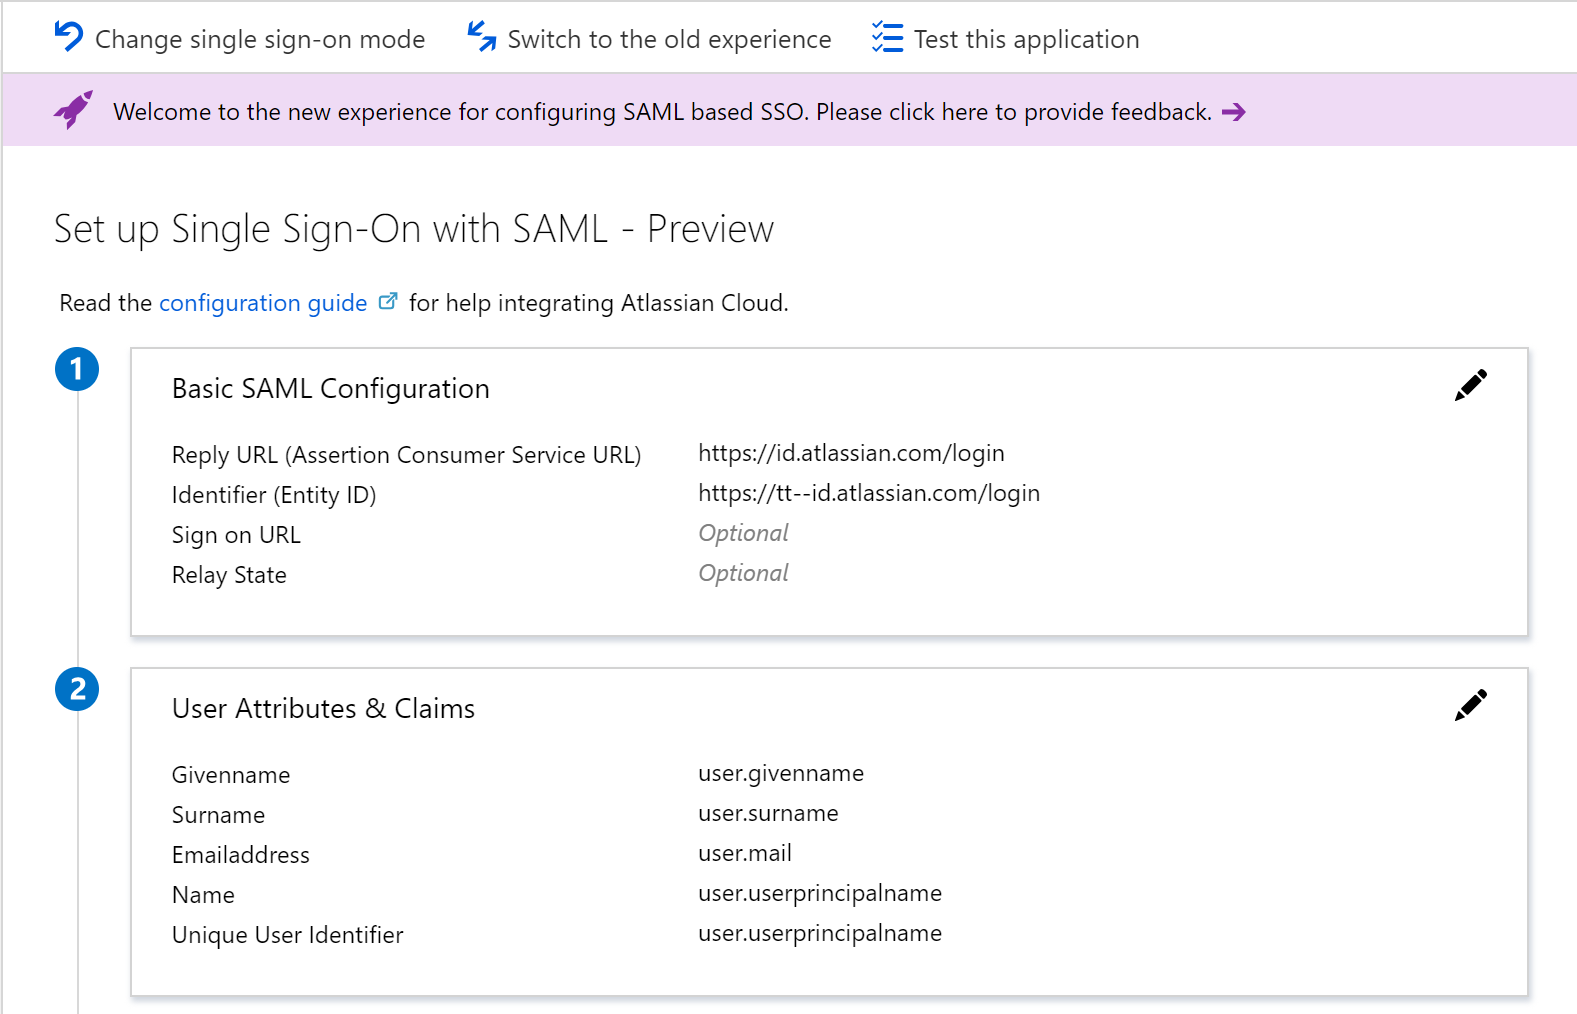 Change single sign-on mode Switch to the old experience Test this application
Welcome to the new experience for configuring SAML based SSO. Please click here to provide feedback.
Set up Single Sign-On with SAML - Preview
Read the configuration guide for help integrating Atlassian Cloud.
1
Basic SAML Configuration
Reply URL (Assertion Consumer Service URL) https://id.atlassian.com/login
Identifier (Entity ID) https://tt--id.atlassian.com/login
Sign on URL Optional
Relay State Optional
2
User Attributes & Claims
Givenname user.givenname
Surname user.surname
Emailaddress user.mail
Name user.userprincipalname
Unique User Identifier user.userprincipalname